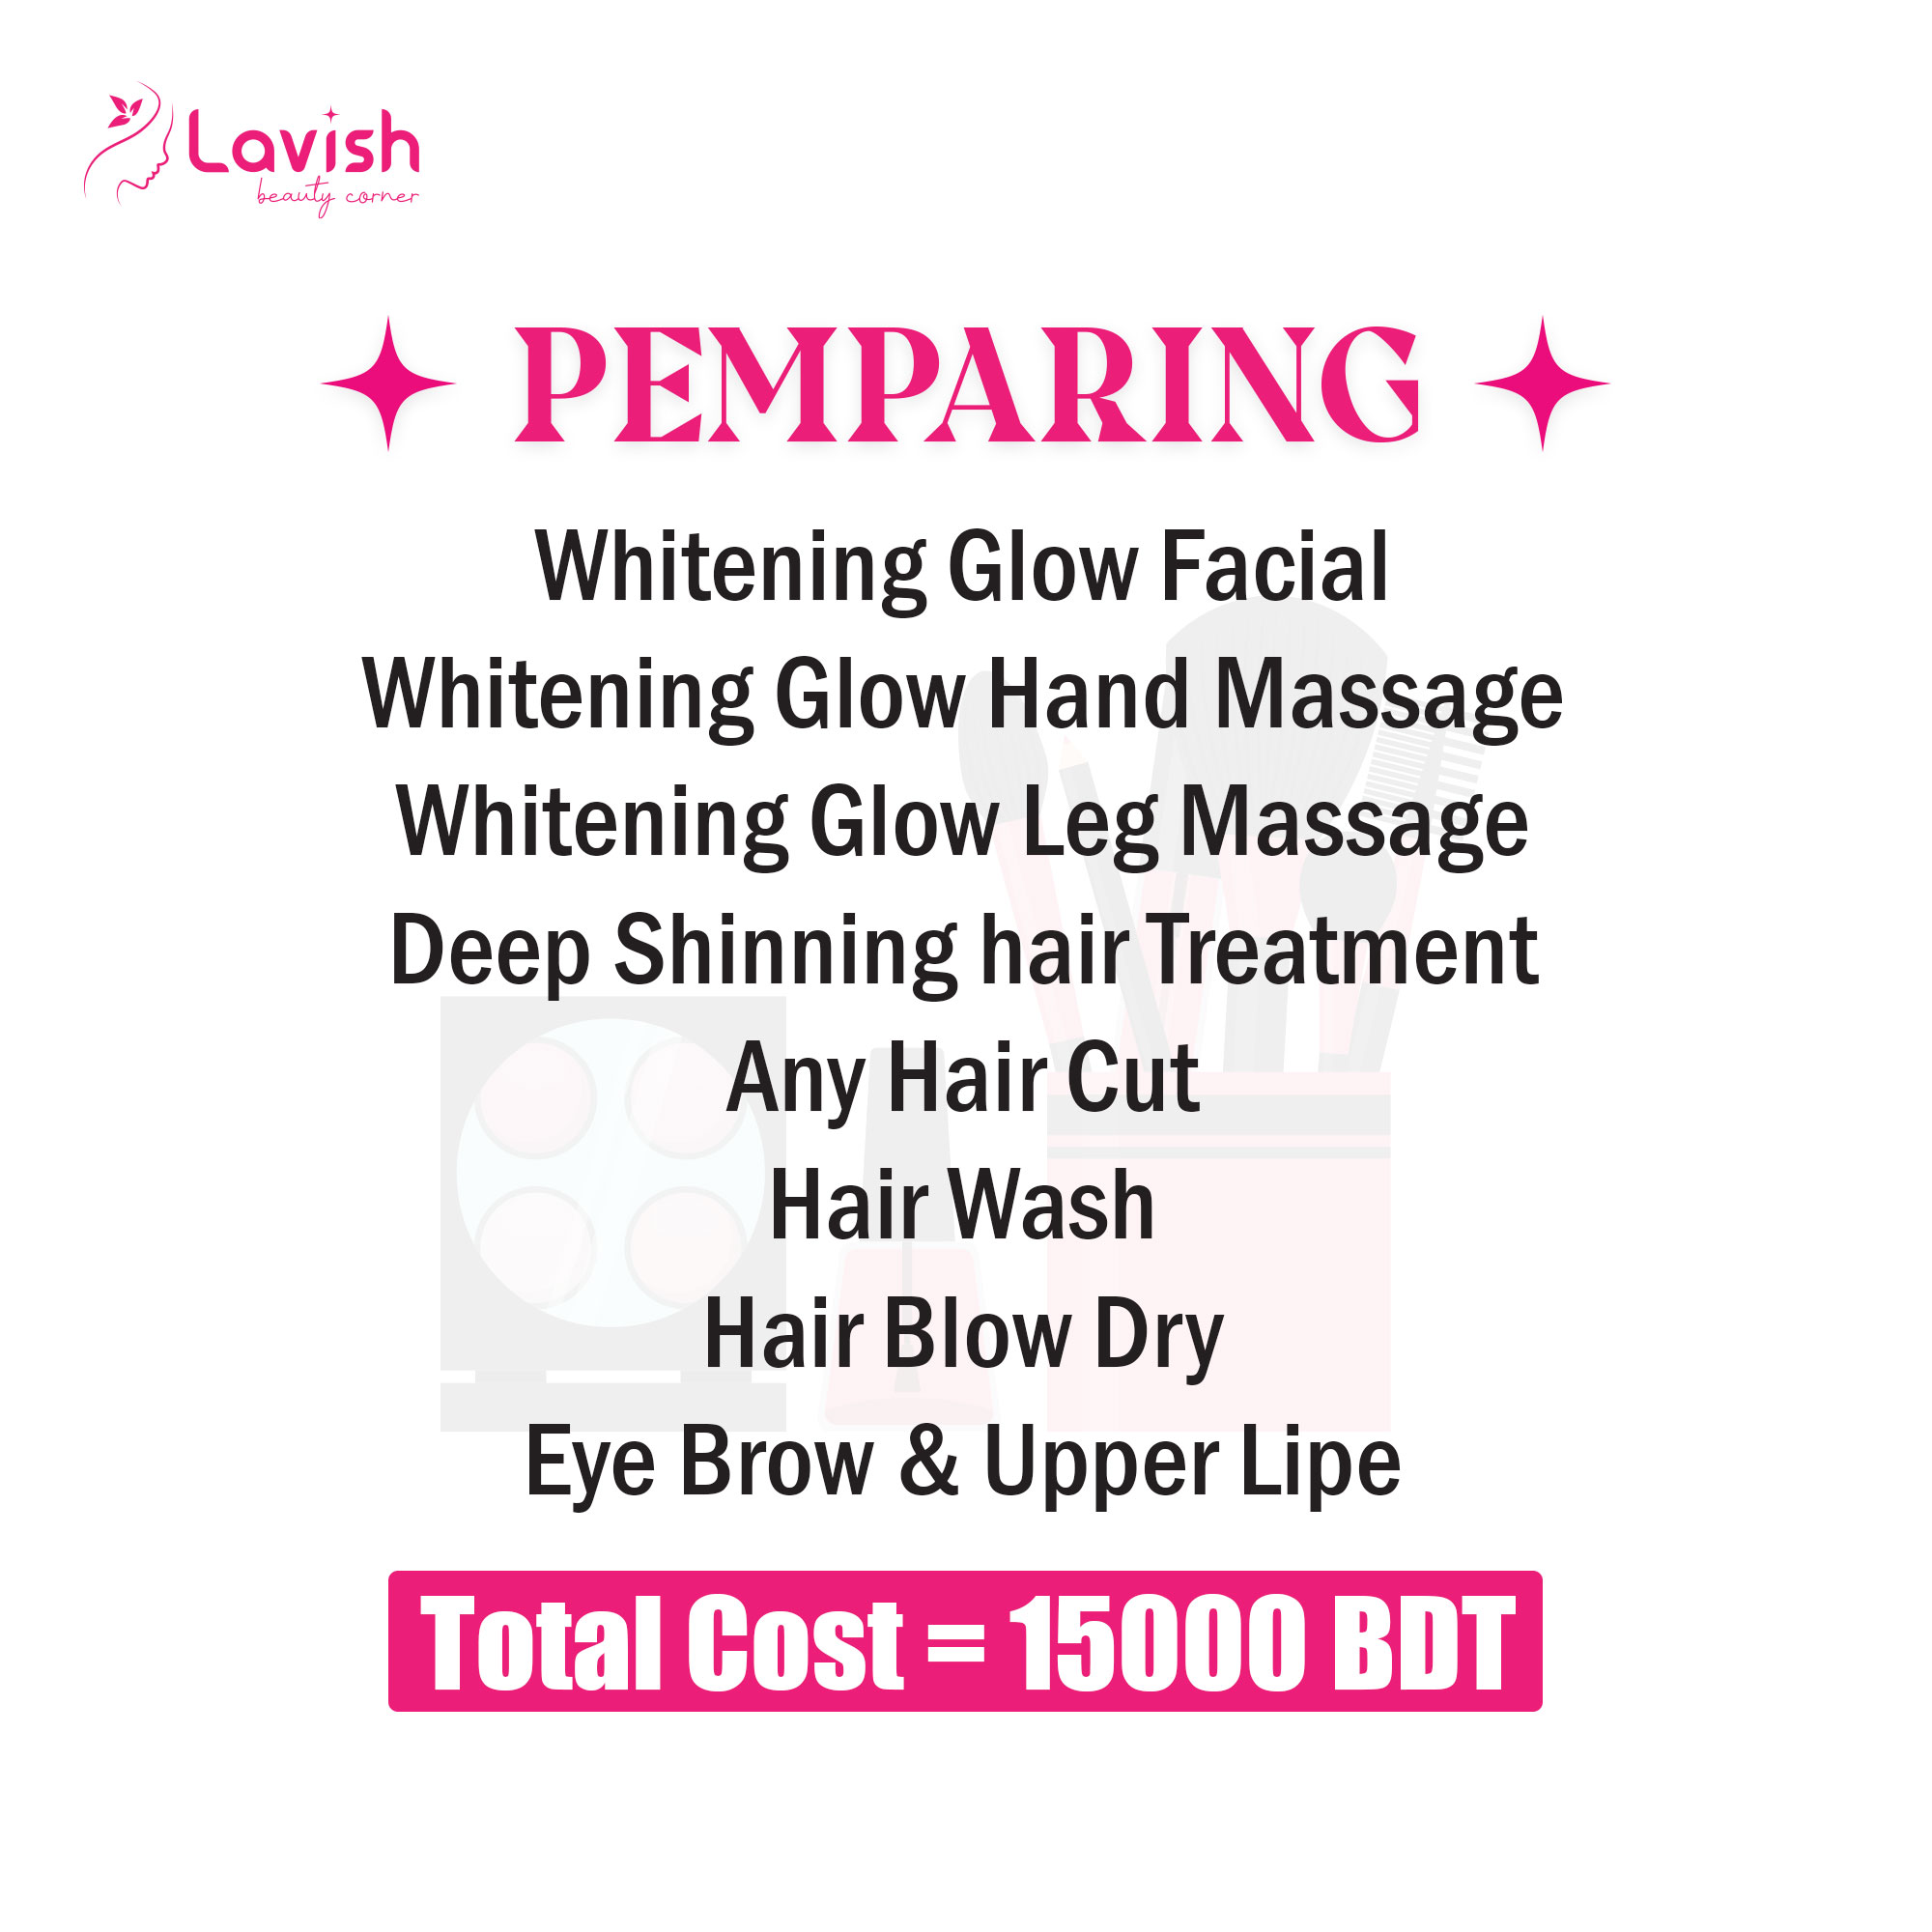 Lavish
beauty corner
PEMPARING
Whitening Glow Facial
Whitening Glow Hand Massage
Whitening Glow Leg Massage
Deep Shinning hair Treatment
Any Hair Cut
Hair Wash
Hair Blow Dry
Eye Brow & Upper Lipe
Total Cost = 15000 BDT